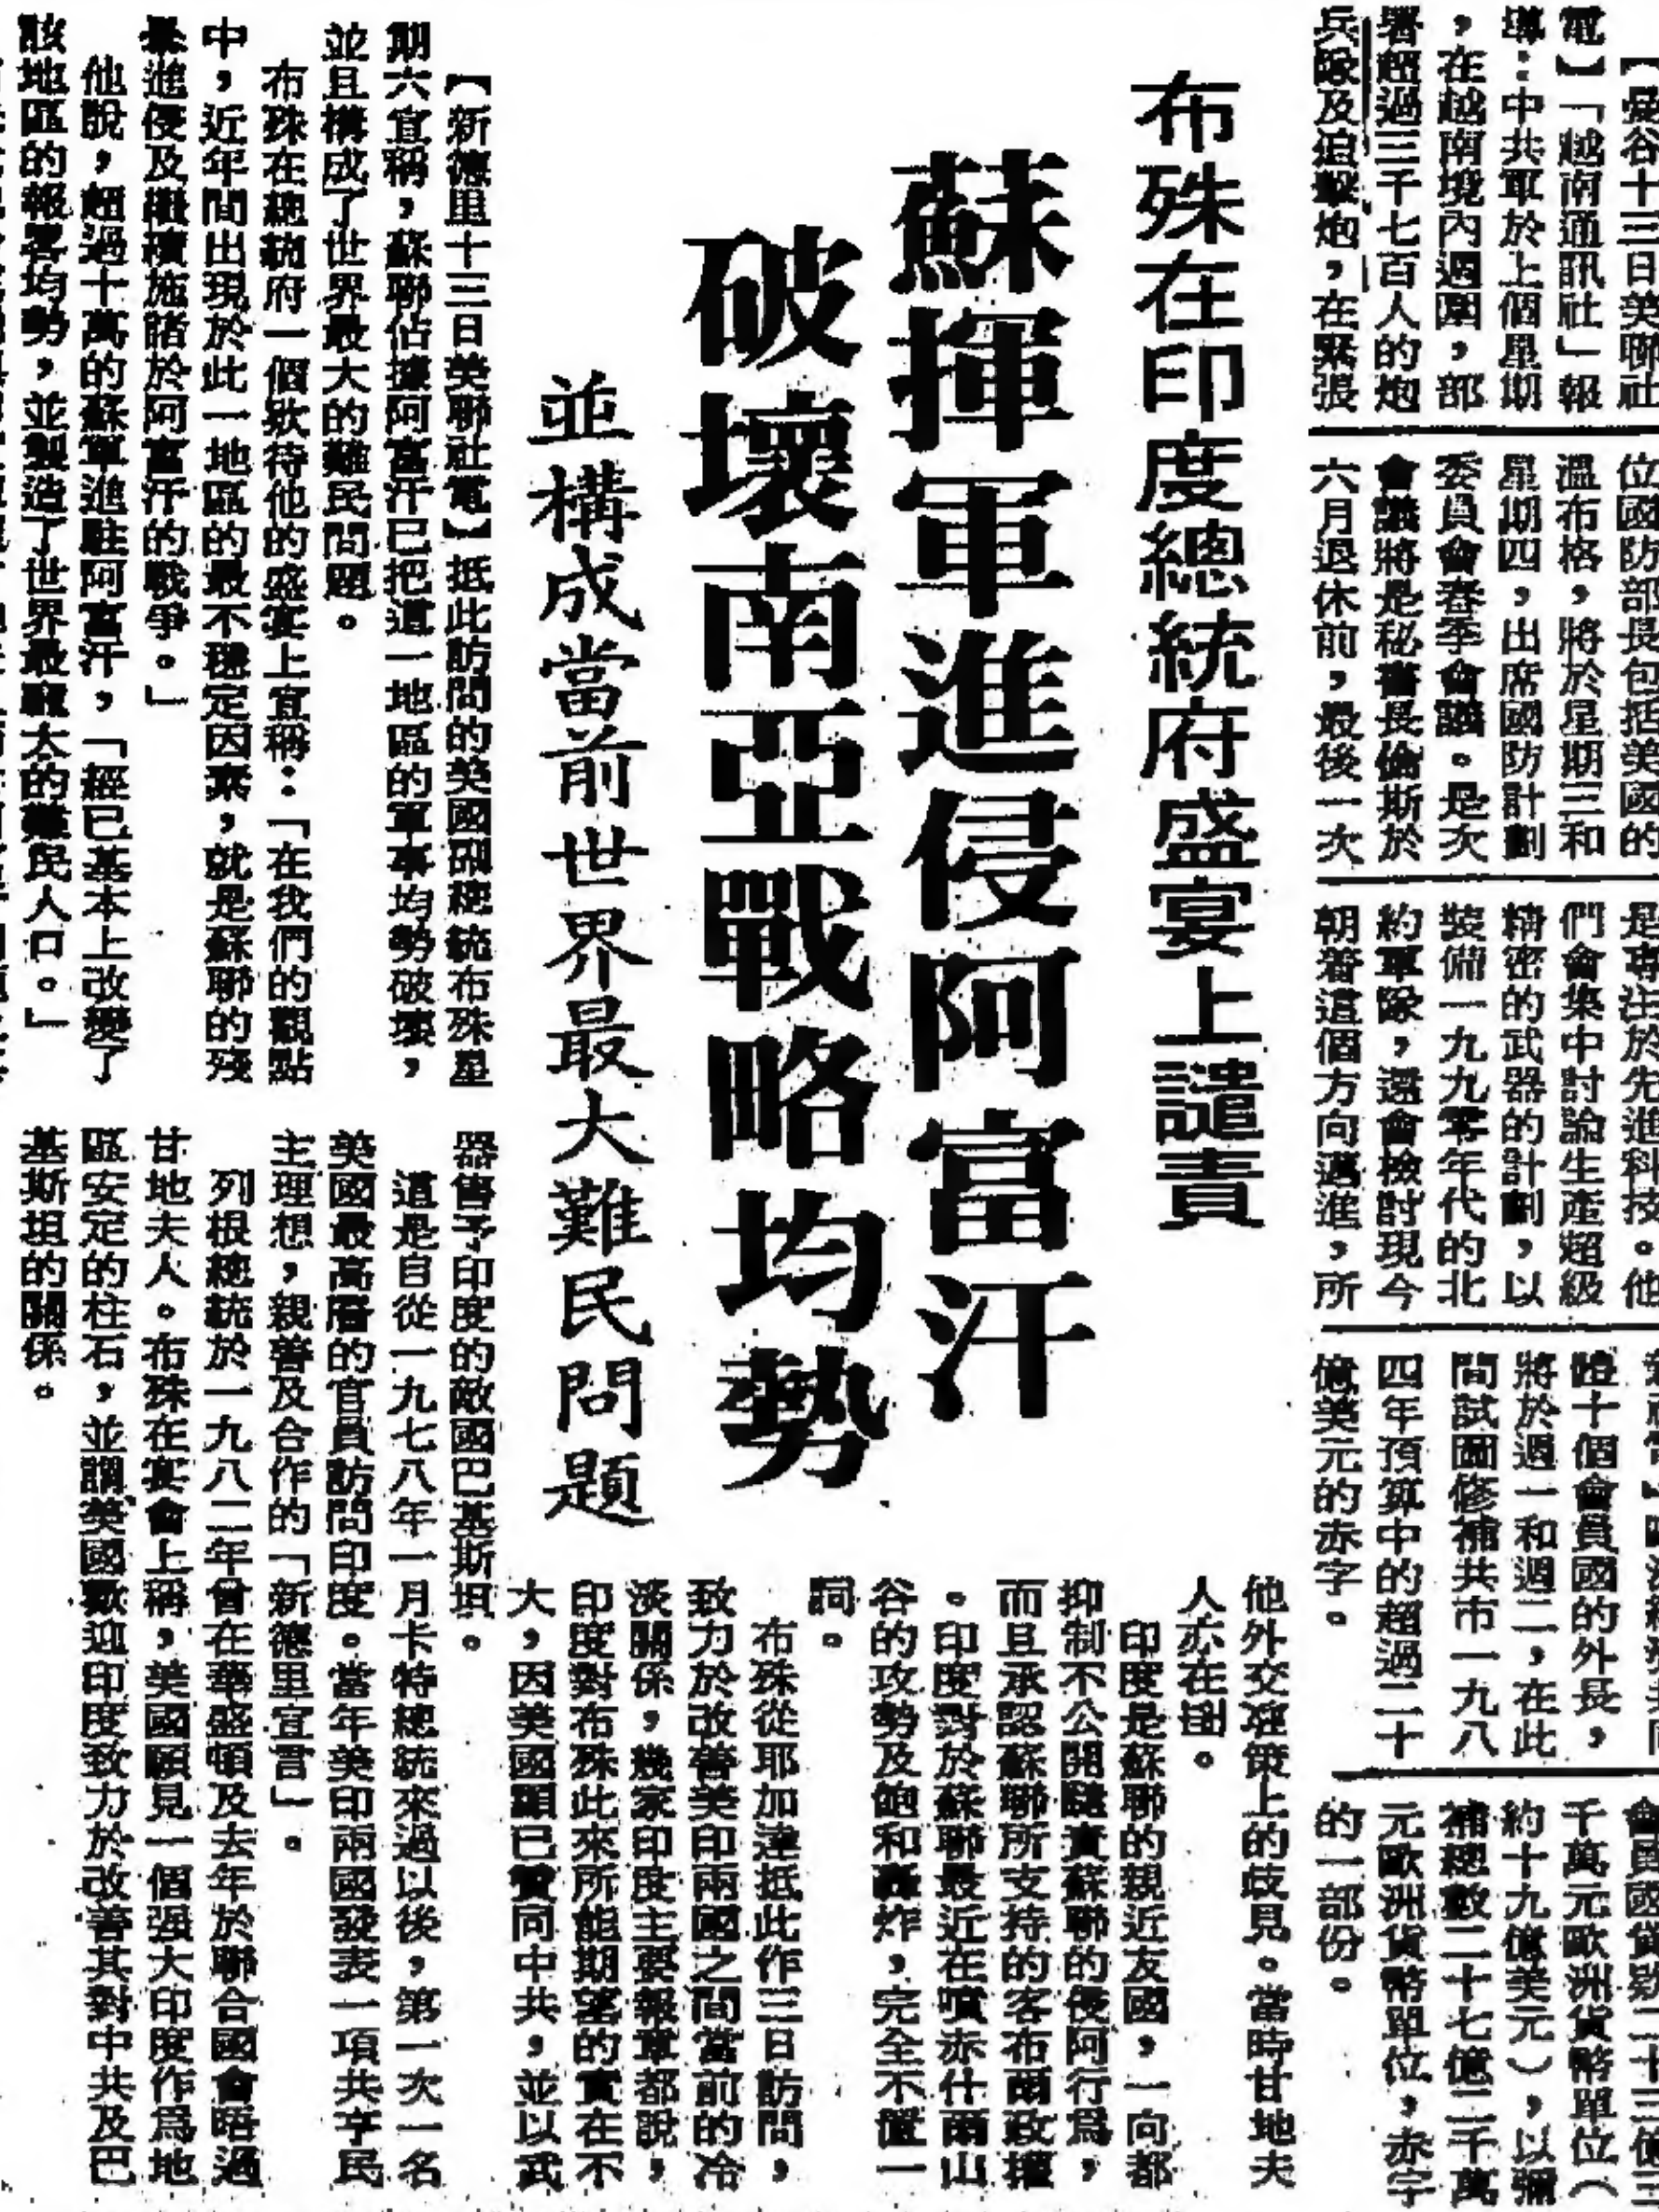 布殊在印度總統府盛宴上譴責
蘇揮軍進侵阿富汗
破壞南亞戰略均勢
並構成當前世界最大難民問題
【新德里十三日美聯社電】抵此訪問的美國副總統布殊星
期六宣稱，蘇聯佔據阿富汗已把這一地區的軍事均勢破壞，
並且構成了世界最大的難民問題。
布殊在總統府一個欵待他的盛宴上宣稱：「在我們的觀點
中，近年間出現於此一地區的最不穩定因素，就是蘇聯的殘
暴進侵及繼續施諸於阿富汗的戰爭。」
他說，超過十萬的蘇軍進駐阿富汗，「經已基本上改變了
該地區的報畧均勢，並製造了世界最龐大的難民人口。」
他外交政策上的歧見。當時甘地夫
人亦在塲。
印度是蘇聯的親近友國，一向都
抑制不公開譴責蘇聯的侵阿行爲，
而且承認蘇聯所支持的客布爾政權
。印度對於蘇聯最近在噴赤什爾山
谷的攻勢及飽和轟炸，完全不置一
詞。
布殊從耶加達抵此作三日訪問，
致力於改善美印兩國之間當前的冷
淡關係，幾家印度主要報章都說，
印度對布殊此來所能期望的實在不
大，因美國顯已贊同中共，並以武
器售予印度的敵國巴基斯坦。
這是自從一九七八年一月卡特總統來過以後，第一次一名
美國最高層的官員訪問印度。當年美印兩國發表一項共享民
主理想，親善及合作的「新德里宣言」。
列根總統於一九八二年曾在華盛頓及去年於聯合國會晤過
甘地夫人。布殊在宴會上稱，美國願見一個强大印度作爲地
區安定的柱石，並謂美國歡迎印度致力於改善其對中共及巴
基斯坦的關係。
【曼谷十三日美聯社
電】「越南通訊社」報
導：中共軍於上個星期
，在越南境內週圍，部
署超過三千七百人的炮
兵隊及迫擊炮，在緊張
位國防部長包括美國的
溫布格，將於星期三和
星期四，出席國防計劃
委員會春季會議。是次
會議將是秘書長倫斯於
六月退休前，最後一次
是專注於先進科技。他
們會集中討論生產超級
精密的武器的計劃，以
裝備一九九零年代的北
約軍隊，還會檢討現今
朝着這個方向邁進，所
體十個會員國的外長，
將於週一和週二，在此
間試圖修補共市一九八
四年預算中的超過二十
億美元的赤字。
會員國貸欵二十三億三
千萬元歐洲貨幣單位（
約十九億美元），以彌
補總數二十七億二千萬
元歐洲貨幣單位，赤字
的一部份。